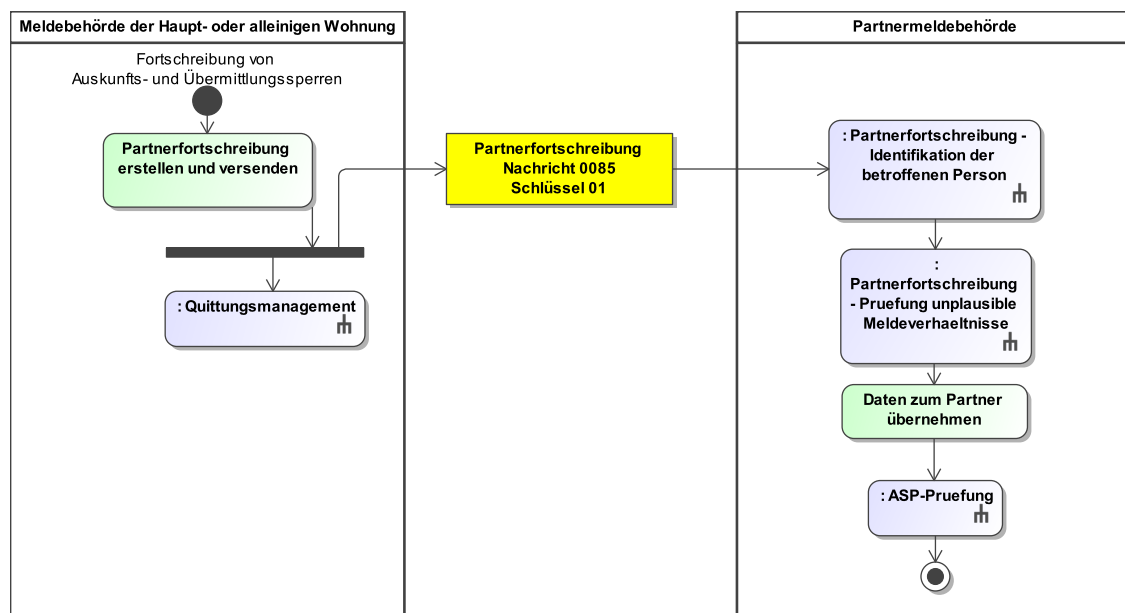 Meldebehörde der Haupt- oder alleinigen Wohnung
Fortschreibung von
Auskunfts- und Übermittlungssperren
Partnerfortschreibung
erstellen und versenden
: Quittungsmanagement
Partnerfortschreibung
Nachricht 0085
Schlüssel 01
Partnermeldebehörde
: Partnerfortschreibung -
Identifikation der
betroffenen Person
:
Partnerfortschreibung
- Pruefung unplausible
Meldeverhaeltnisse
Daten zum Partner
übernehmen
: ASP-Pruefung